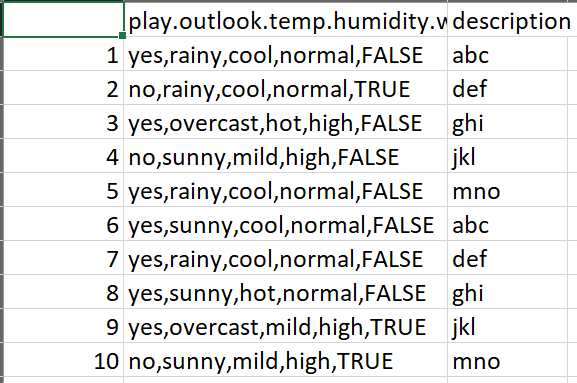 play.outlook.temp.humidity.w description
1 yes,rainy,cool,normal,FALSE abc
2 no,rainy,cool,normal,TRUE def
3 yes,overcast,hot,high,FALSE ghi
4 no,sunny,mild,high,FALSE jkl
5 yes,rainy,cool,normal,FALSE mno
6 yes,sunny,cool,normal,FALSE abc
7 yes,rainy,cool,normal,FALSE def
8 yes,sunny,hot,normal,FALSE ghi
9 yes,overcast,mild,high,TRUE jkl
10 no,sunny,mild,high,TRUE mno